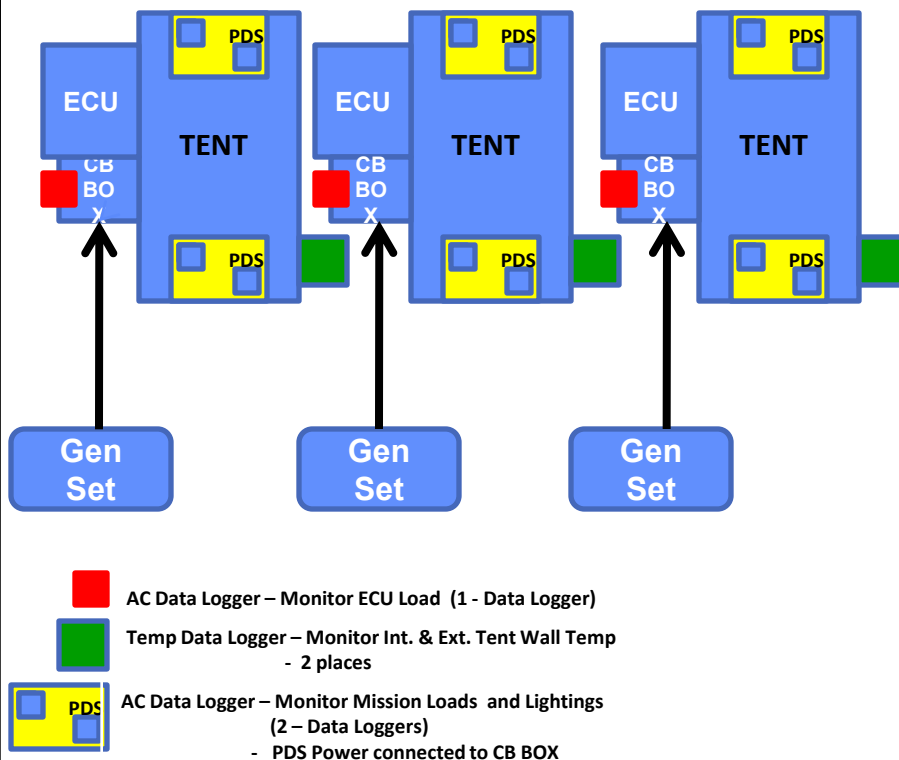 PDS PDS PDS
ECU ECU ECU
TENT TENT TENT
CB CB CB
BO BO BO
X X X
PDS PDS PDS
Gen Gen Gen
Set Set Set
AC Data Logger – Monitor ECU Load (1 - Data Logger)
Temp Data Logger – Monitor Int. & Ext. Tent Wall Temp
- 2 places
PDS
AC Data Logger – Monitor Mission Loads and Lightings
(2 – Data Loggers)
- PDS Power connected to CB BOX